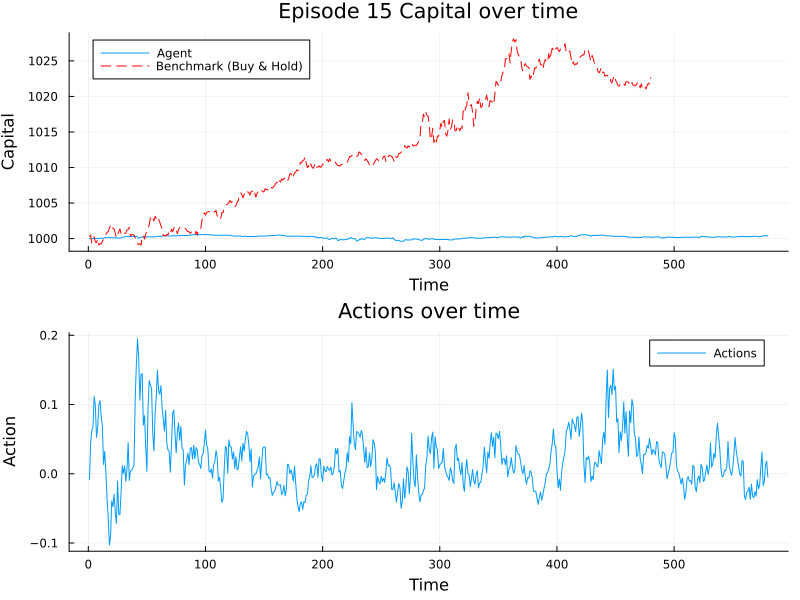 Episode 15 Capital over time
Agent
Benchmark (Buy & Hold)
Capital
1025
1020
1015
1010
1005
1000
0 100 200 300 400 500
Time
Actions over time
Actions
Action
0.2
0.1
0.0
−0.1
0 100 200 300 400 500
Time